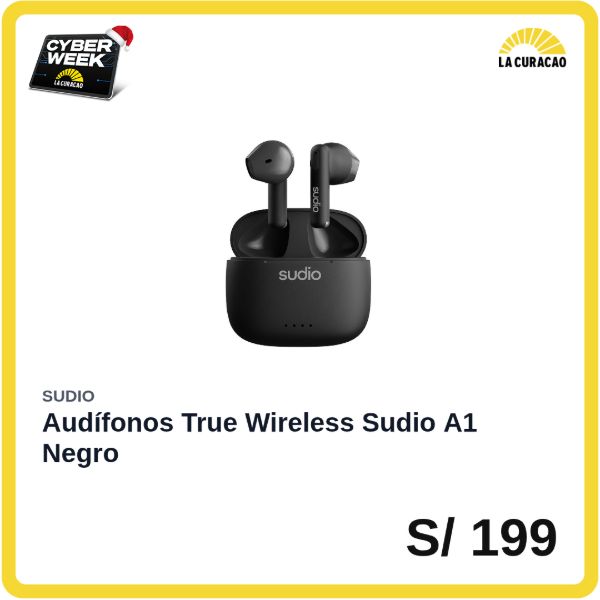 CYBER
WEEK
LA CURACAO
LA CURACAO
sudio
sudio
SUDIO
Audífonos True Wireless Sudio A1
Negro
S/ 199